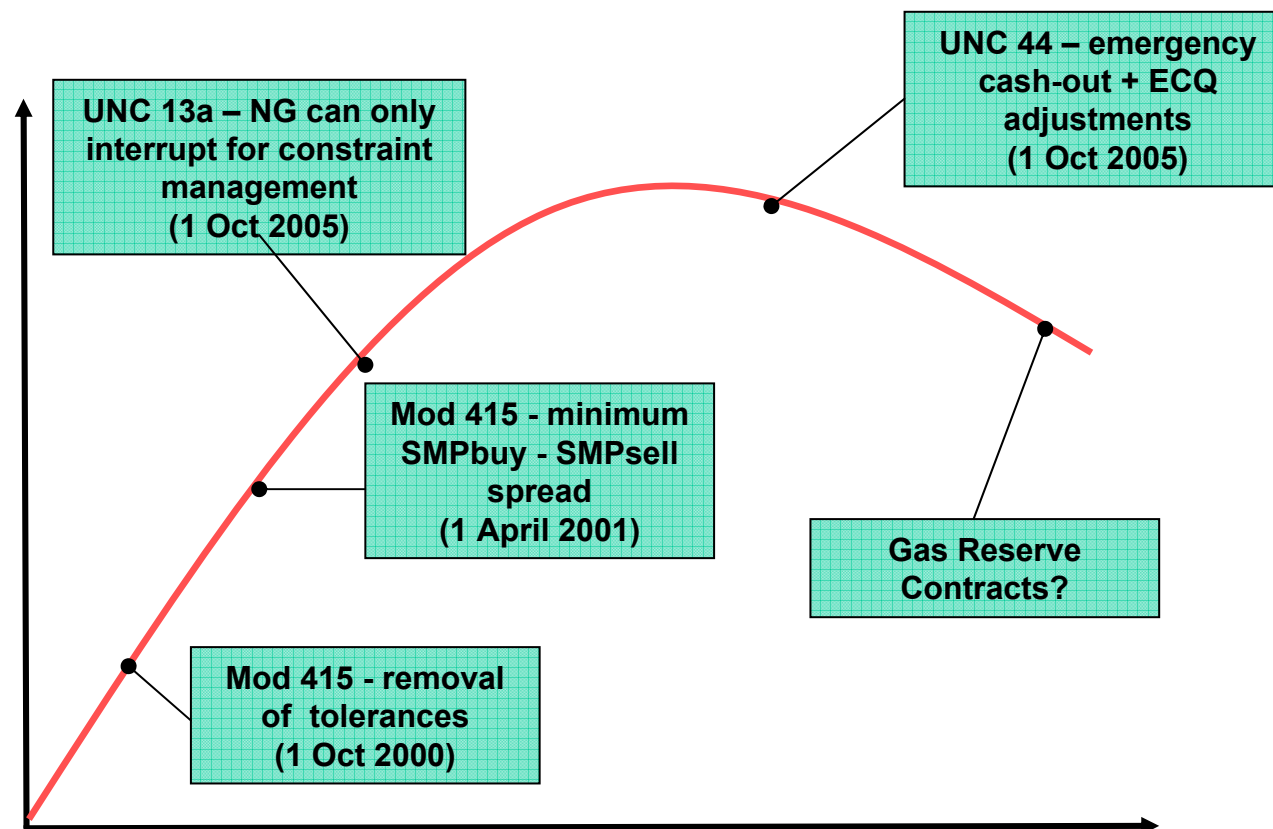 UNC 44 – emergency
cash-out + ECQ
adjustments
(1 Oct 2005)
UNC 13a – NG can only
interrupt for constraint
management
(1 Oct 2005)
Mod 415 - minimum
SMPbuy - SMPsell
spread
(1 April 2001)
Gas Reserve
Contracts?
Mod 415 - removal
of tolerances
(1 Oct 2000)